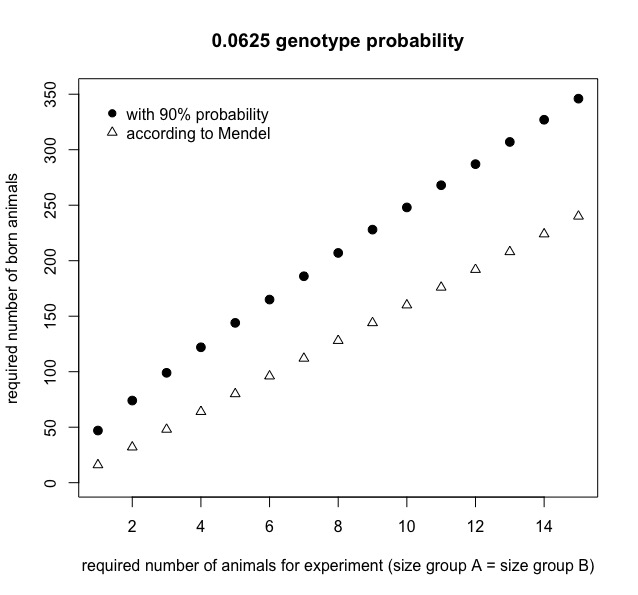 0.0625 genotype probability
with 90% probability
according to Mendel
required number of born animals
350
300
250
200
150
100
50
0
2 4 6 8 10 12 14
required number of animals for experiment (size group A = size group B)